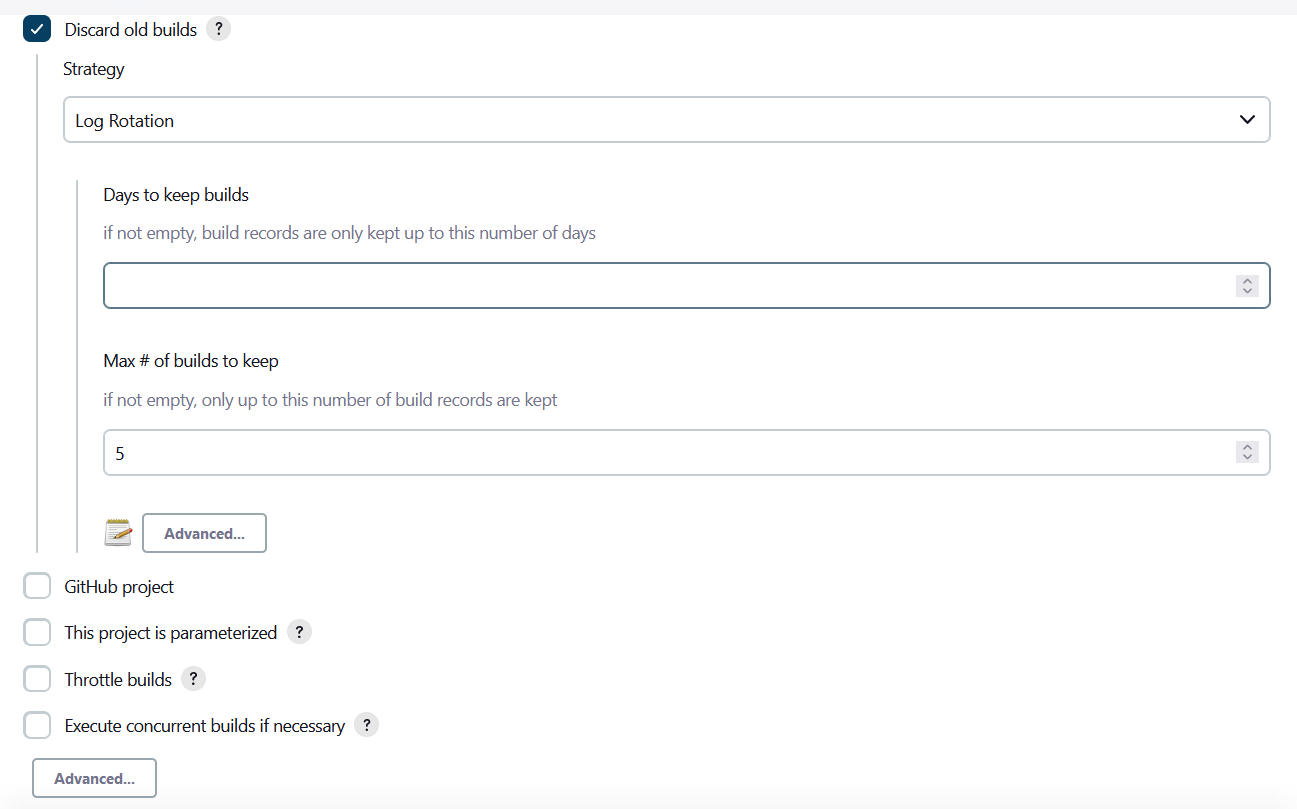 Discard old builds ?
Strategy
Log Rotation
Days to keep builds
if not empty, build records are only kept up to this number of days
Max # of builds to keep
if not empty, only up to this number of build records are kept
5
Advanced...
GitHub project
This project is parameterized ?
Throttle builds ?
Execute concurrent builds if necessary ?
Advanced...